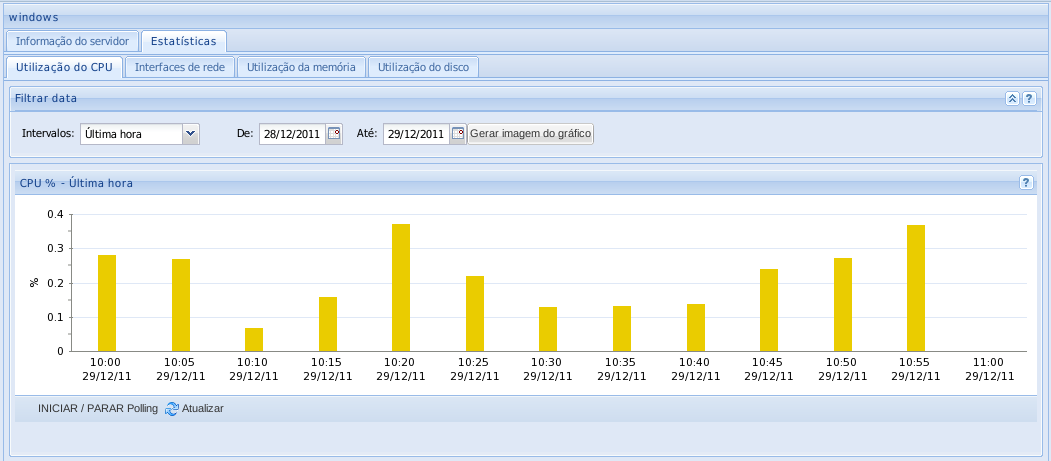 windows
Informação do servidor Estatísticas
Utilização do CPU Interfaces de rede Utilização da memória Utilização do disco
Filtrar data ?
Intervalos: Última hora De: 28/12/2011 Até: 29/12/2011 Gerar imagem do gráfico
CPU % - Última hora ?
0.4
0.3
%
0.2
0.1
0
10:00 10:05 10:10 10:15 10:20 10:25 10:30 10:35 10:40 10:45 10:50 10:55 11:00
29/12/11 29/12/11 29/12/11 29/12/11 29/12/11 29/12/11 29/12/11 29/12/11 29/12/11 29/12/11 29/12/11 29/12/11 29/12/11
INICIAR / PARAR Polling Atualizar